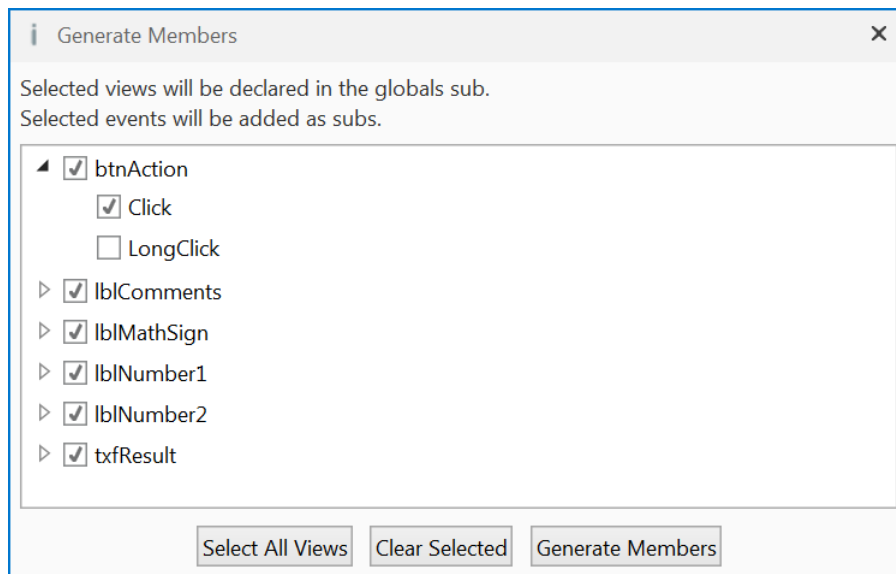 Generate Members
Selected views will be declared in the globals sub.
Selected events will be added as subs.
btnAction
Click
LongClick
lblComments
lblMathSign
lblNumber1
lblNumber2
txfResult
Select All Views Clear Selected Generate Members